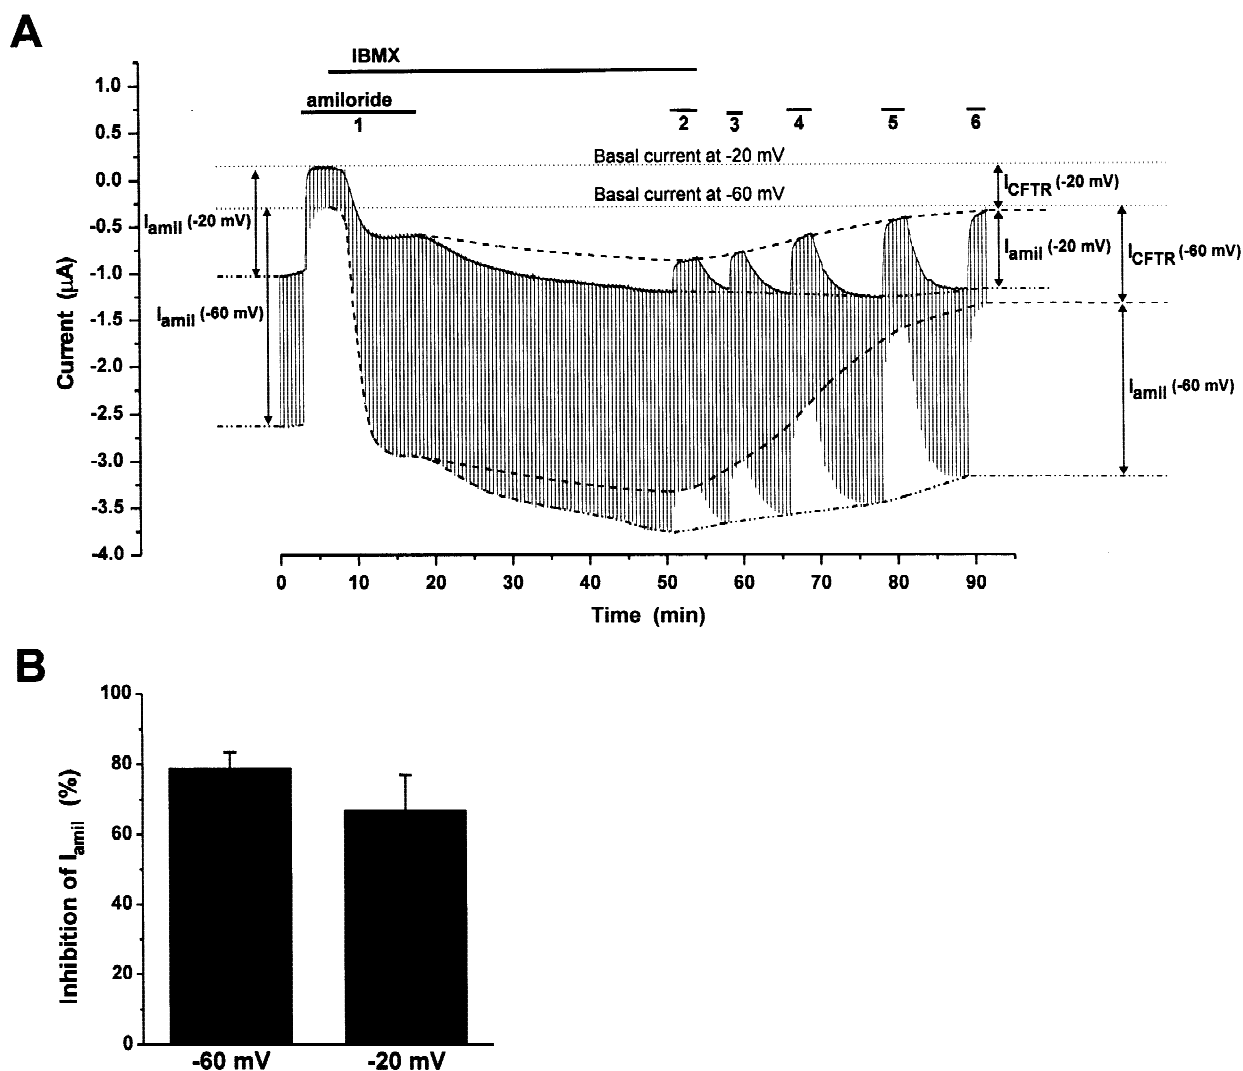 A
IBMX
amiloride
1 2 3 4 5 6
1.0
0.5
0.0
-0.5
-1.0
-1.5
-2.0
-2.5
-3.0
-3.5
-4.0
Current (μA)
Basal current at -20 mV
Basal current at -60 mV
Iamil (-20 mV)
Iamil (-60 mV)
ICFTR (-20 mV)
Iamil (-20 mV)
ICFTR (-60 mV)
Iamil (-60 mV)
0 10 20 30 40 50 60 70 80 90
Time (min)
B
100
80
60
40
20
0
Inhibition of Iamil (%)
-60 mV -20 mV